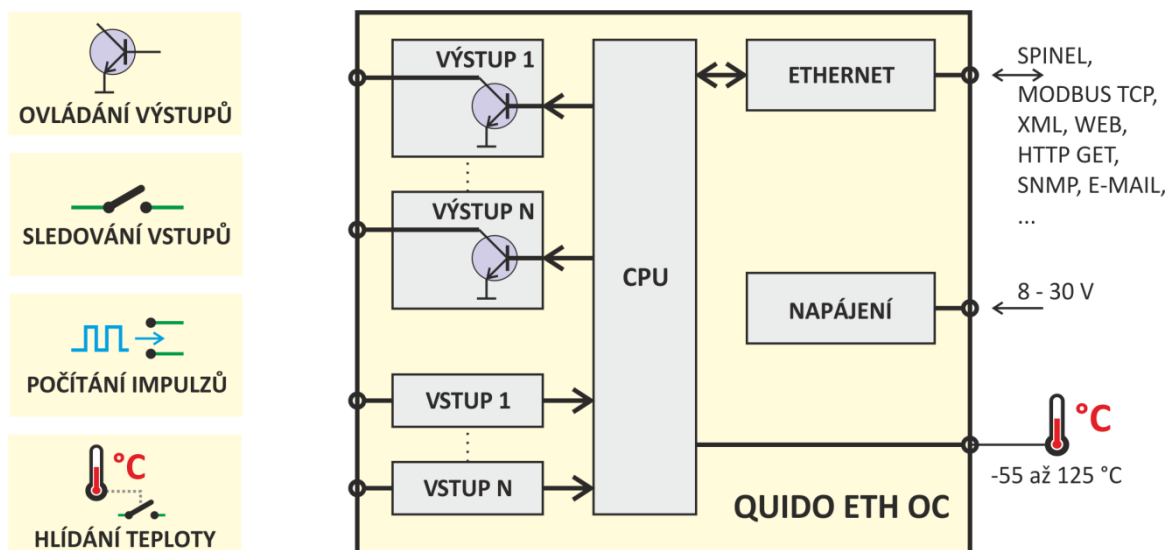 OVLÁDÁNÍ VÝSTUPŮ
SLEDOVÁNÍ VSTUPŮ
POČÍTÁNÍ IMPULZŮ
°C
HLÍDÁNÍ TEPLOTY
VÝSTUP 1
VÝSTUP N
VSTUP 1
VSTUP N
CPU
ETHERNET
NAPÁJENÍ
QUIDO ETH OC
SPINEL,
MODBUS TCP,
XML, WEB,
HTTP GET,
SNMP, E-MAIL,
...
8 - 30 V
°C
-55 až 125 °C